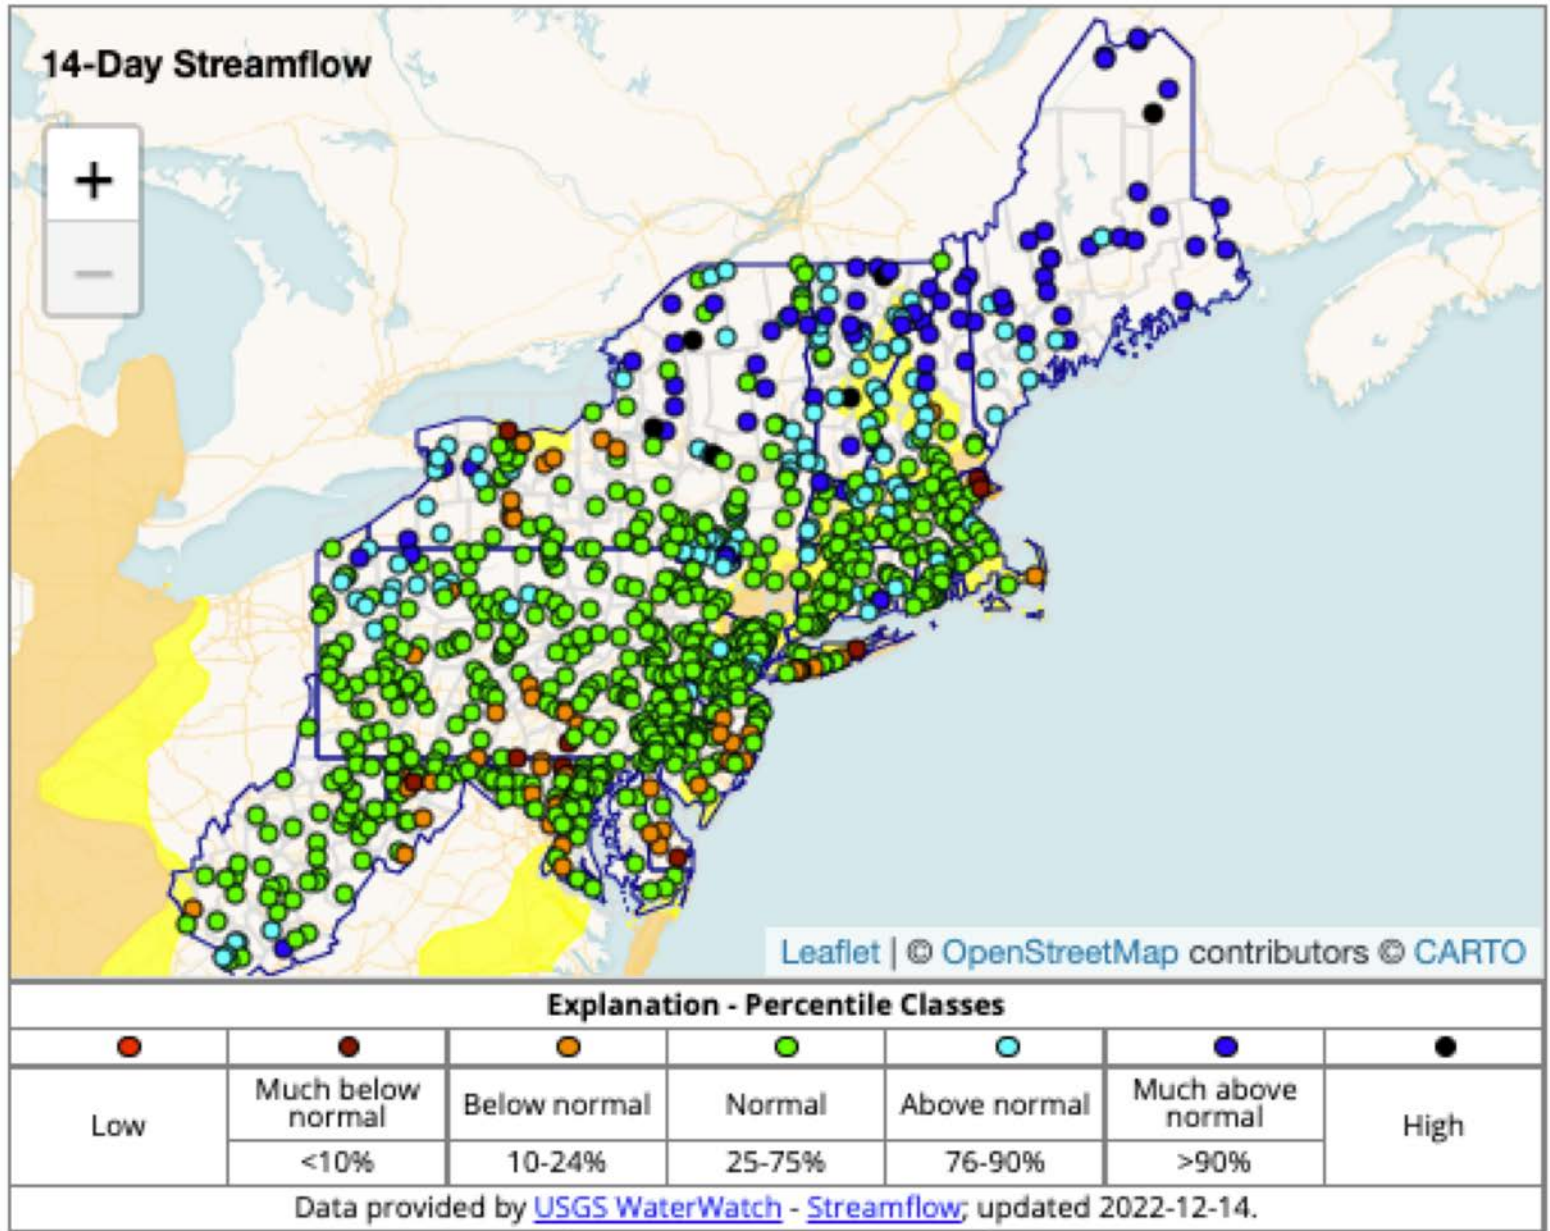 14-Day Streamflow
+
−
Leaflet | © OpenStreetMap contributors © CARTO
Explanation - Percentile Classes
Low
Much below normal
Below normal
Normal
Above normal
Much above normal
High
<10%
10-24%
25-75%
76-90%
>90%
Data provided by USGS WaterWatch - Streamflow; updated 2022-12-14.